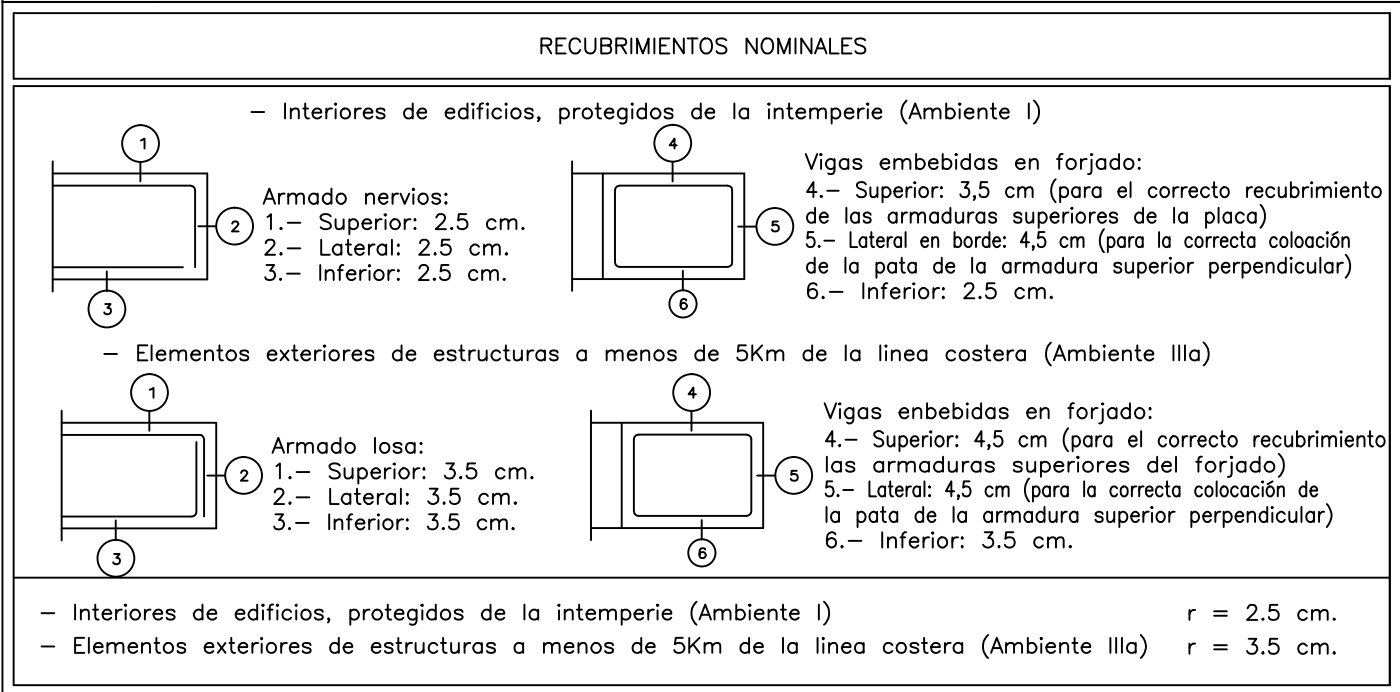 RECUBRIMIENTOS NOMINALES
– Interiores de edificios, protegidos de la intemperie (Ambiente I)
1
2
3
Armado nervios:
1.– Superior: 2.5 cm.
2.– Lateral: 2.5 cm.
3.– Inferior: 2.5 cm.
4
5
6
Vigas embebidas en forjado:
4.– Superior: 3,5 cm (para el correcto recubrimiento
de las armaduras superiores de la placa)
5.– Lateral en borde: 4,5 cm (para la correcta coloación
de la pata de la armadura superior perpendicular)
6.– Inferior: 2.5 cm.
– Elementos exteriores de estructuras a menos de 5Km de la linea costera (Ambiente IIIa)
1
2
3
Armado losa:
1.– Superior: 3.5 cm.
2.– Lateral: 3.5 cm.
3.– Inferior: 3.5 cm.
4
5
6
Vigas enbebidas en forjado:
4.– Superior: 4,5 cm (para el correcto recubrimiento
las armaduras superiores del forjado)
5.– Lateral: 4,5 cm (para la correcta colocación de
la pata de la armadura superior perpendicular)
6.– Inferior: 3.5 cm.
– Interiores de edificios, protegidos de la intemperie (Ambiente I) r = 2.5 cm.
– Elementos exteriores de estructuras a menos de 5Km de la linea costera (Ambiente IIIa) r = 3.5 cm.